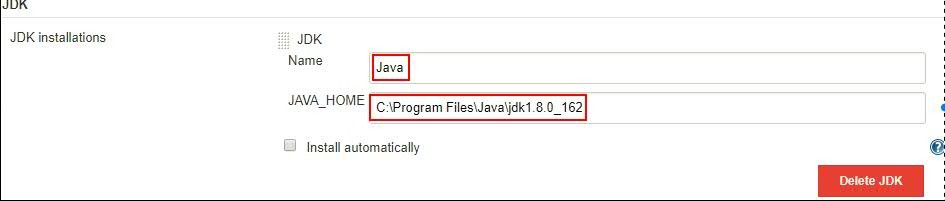 JDK
JDK installations
JDK
Name
Java
JAVA_HOME
C:\Program Files\Java\jdk1.8.0_162
Install automatically
?
Delete JDK